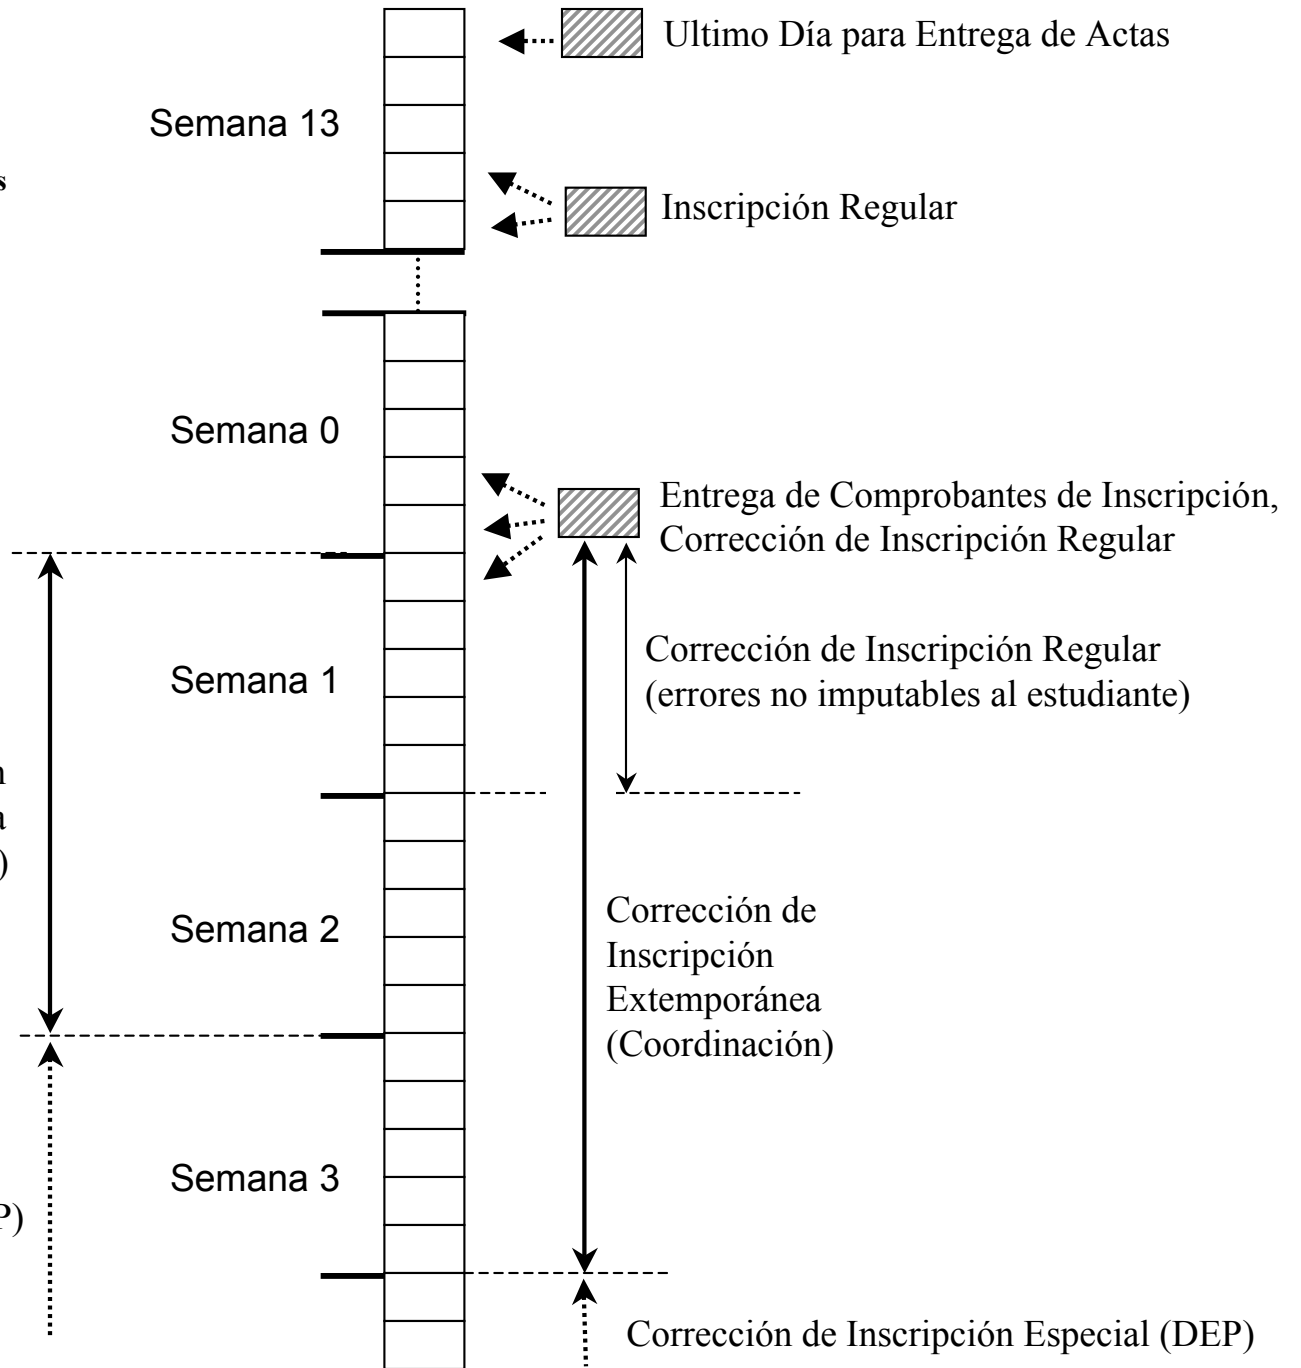 Ultimo Día para Entrega de Actas
Semana 13
s
Inscripción Regular
Semana 0
Entrega de Comprobantes de Inscripción,
Corrección de Inscripción Regular
Corrección de Inscripción Regular
(errores no imputables al estudiante)
Semana 1
n
a
)
Corrección de
Inscripción
Extemporánea
(Coordinación)
Semana 2
Semana 3
P)
Corrección de Inscripción Especial (DEP)